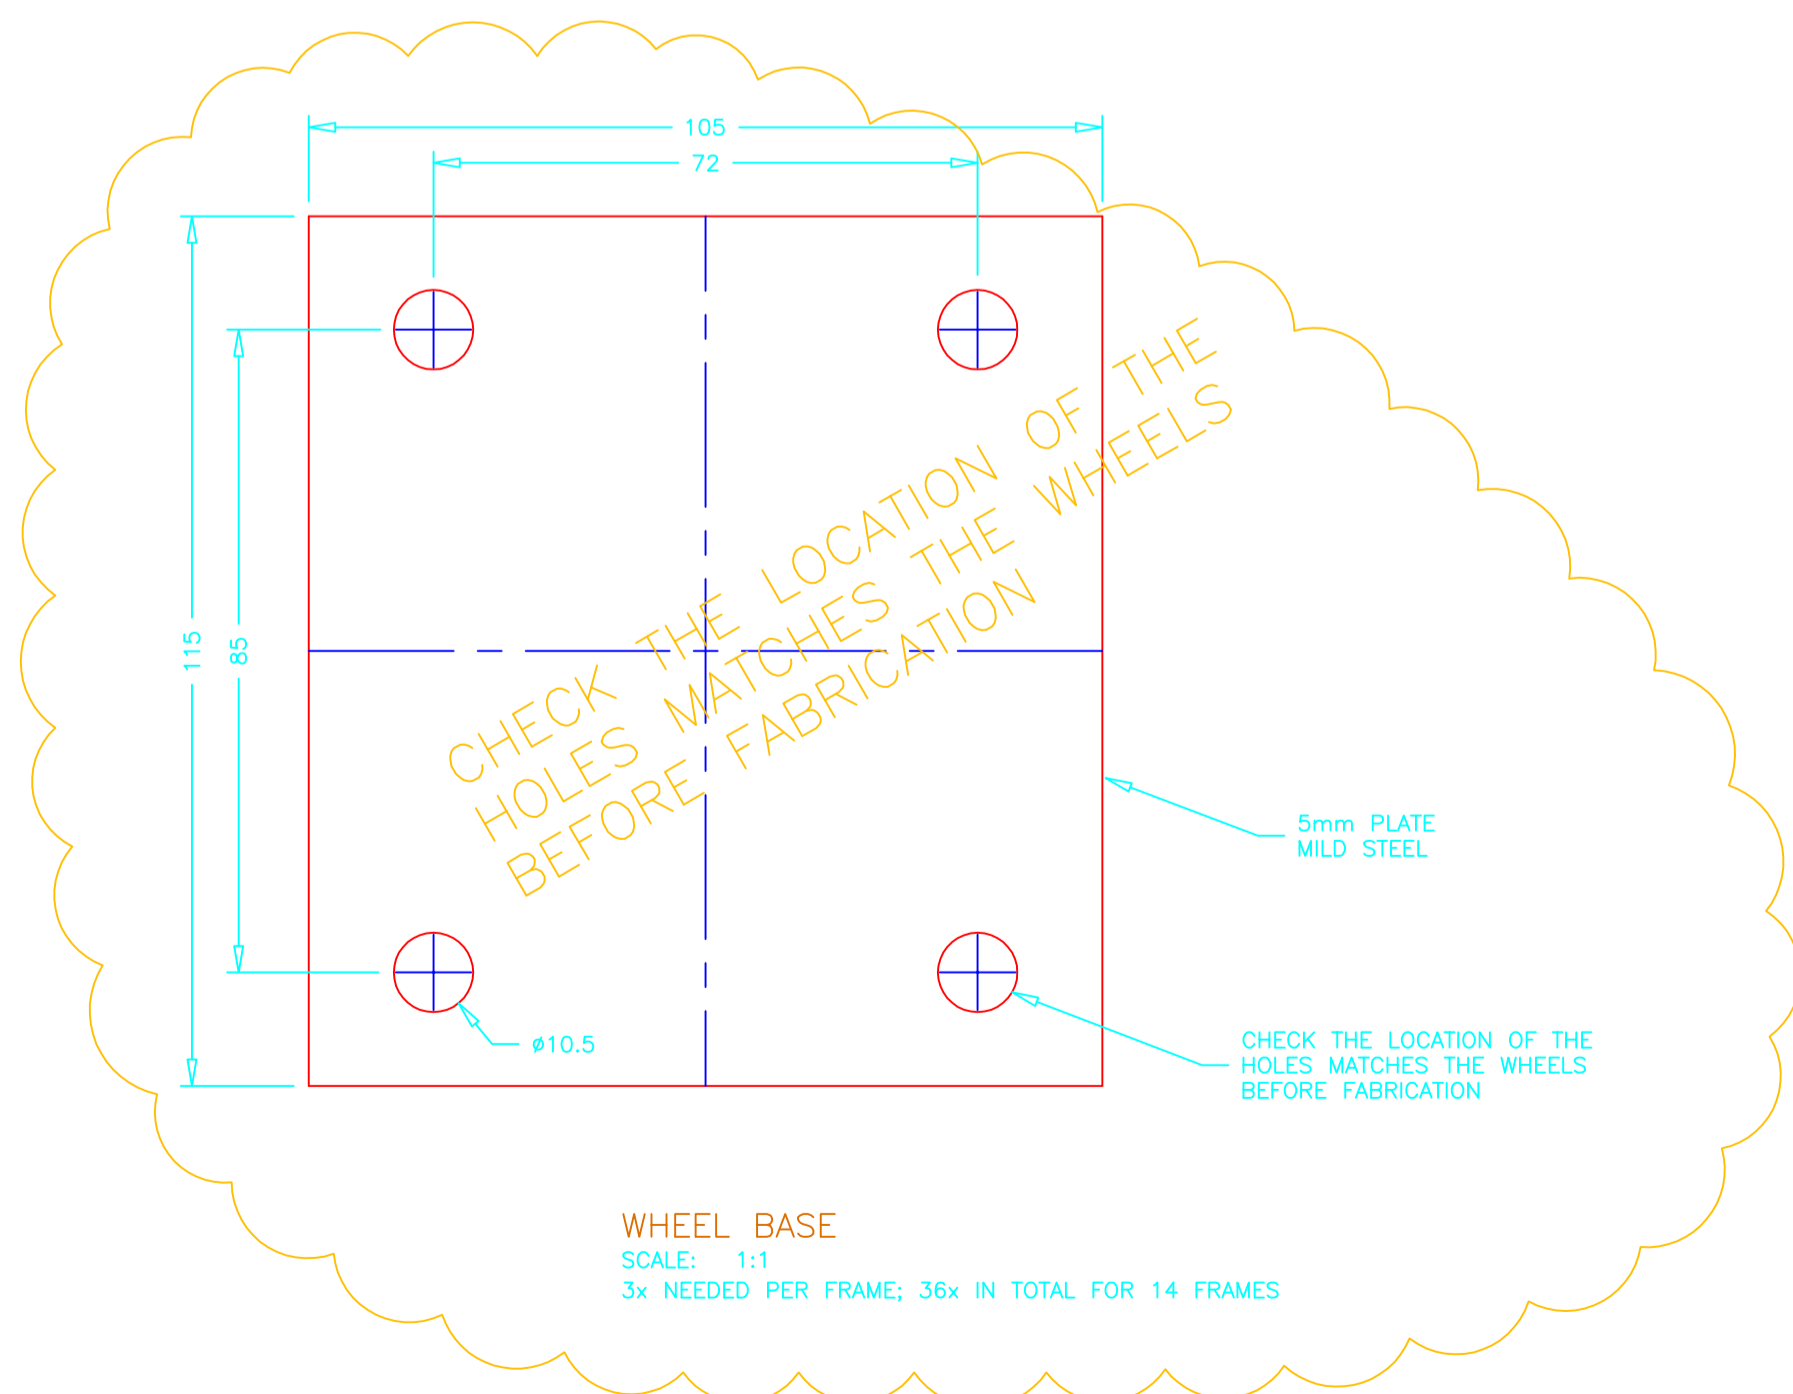 105
72
115
85
CHECK THE LOCATION OF THE
HOLES MATCHES THE WHEELS
BEFORE FABRICATION
5mm PLATE
MILD STEEL
ø10.5
CHECK THE LOCATION OF THE
HOLES MATCHES THE WHEELS
BEFORE FABRICATION
WHEEL BASE
SCALE: 1:1
3x NEEDED PER FRAME; 36x IN TOTAL FOR 14 FRAMES